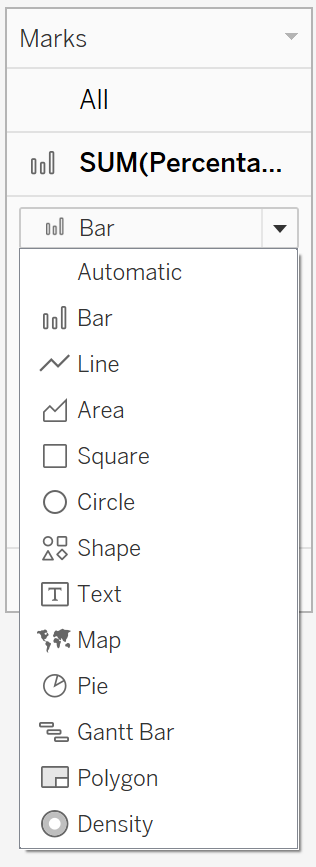 Marks
All
SUM(Percenta...
Bar
Automatic
Bar
Line
Area
Square
Circle
Shape
T Text
Map
Pie
Gantt Bar
Polygon
Density